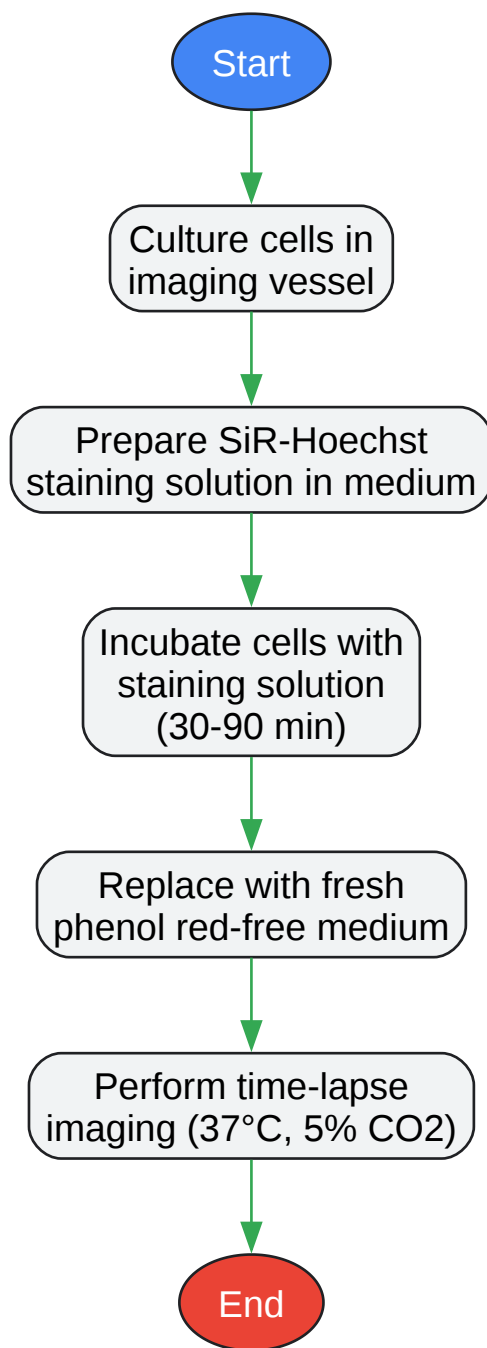 Start
Culture cells in
imaging vessel
Prepare SiR-Hoechst
staining solution in medium
Incubate cells with
staining solution
(30-90 min)
Replace with fresh
phenol red-free medium
Perform time-lapse
imaging (37°C, 5% CO2)
End